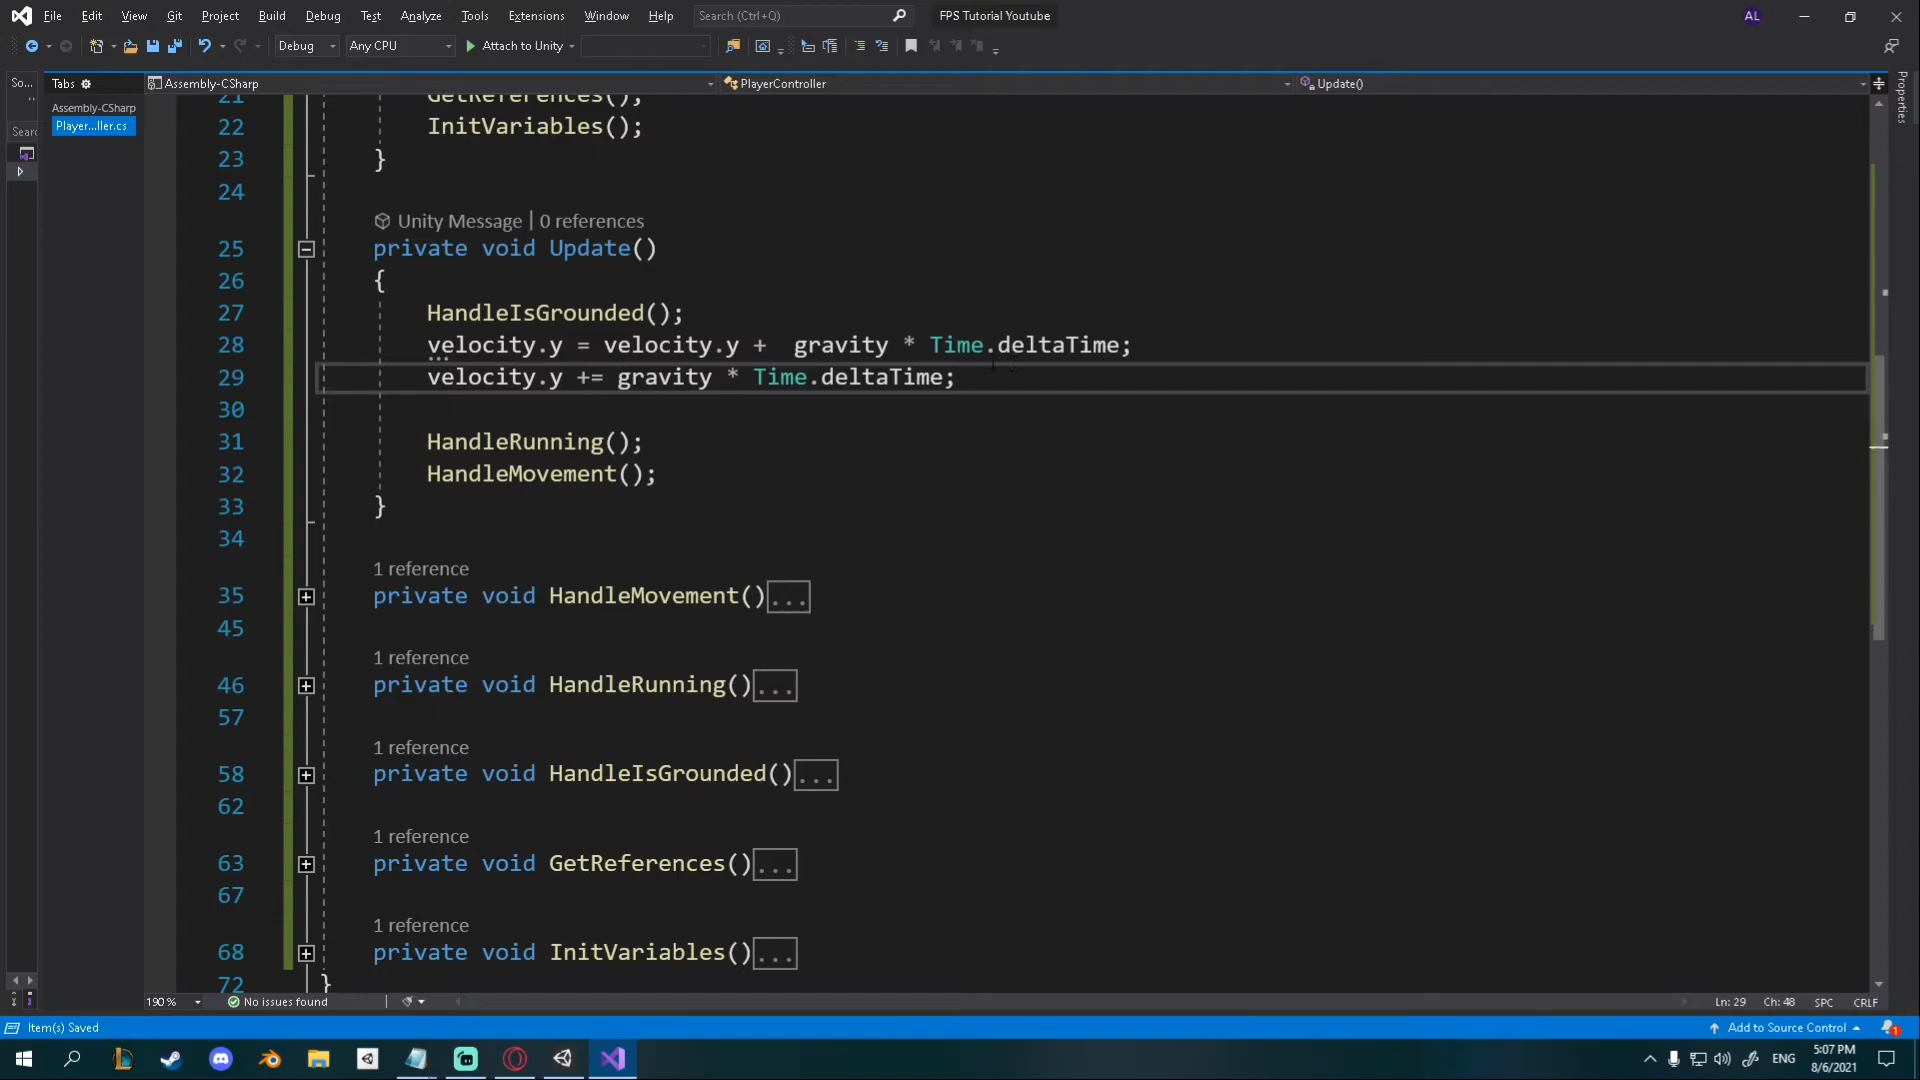 File Edit View Git Project Build Debug Test Analyze Tools Extensions Window Help Search (Ctrl+Q) FPS Tutorial Youtube AL
Debug Any CPU Attach to Unity
So... Tabs Assembly-CSharp PlayerController Update()
Assembly-CSharp
Player...ller.cs
Searc
Properties
21 GetReferences();
22 InitVariables();
23 }
24
Unity Message | 0 references
25 private void Update()
26 {
27 HandleIsGrounded();
28 velocity.y = velocity.y +  gravity * Time.deltaTime;
29 velocity.y += gravity * Time.deltaTime;
30
31 HandleRunning();
32 HandleMovement();
33 }
34
1 reference
35 private void HandleMovement()...
45
1 reference
46 private void HandleRunning()...
57
1 reference
58 private void HandleIsGrounded()...
62
1 reference
63 private void GetReferences()...
67
1 reference
68 private void InitVariables()...
72 }
190 % No issues found Ln: 29 Ch: 48 SPC CRLF
Item(s) Saved Add to Source Control 1
ENG 5:07 PM
8/6/2021